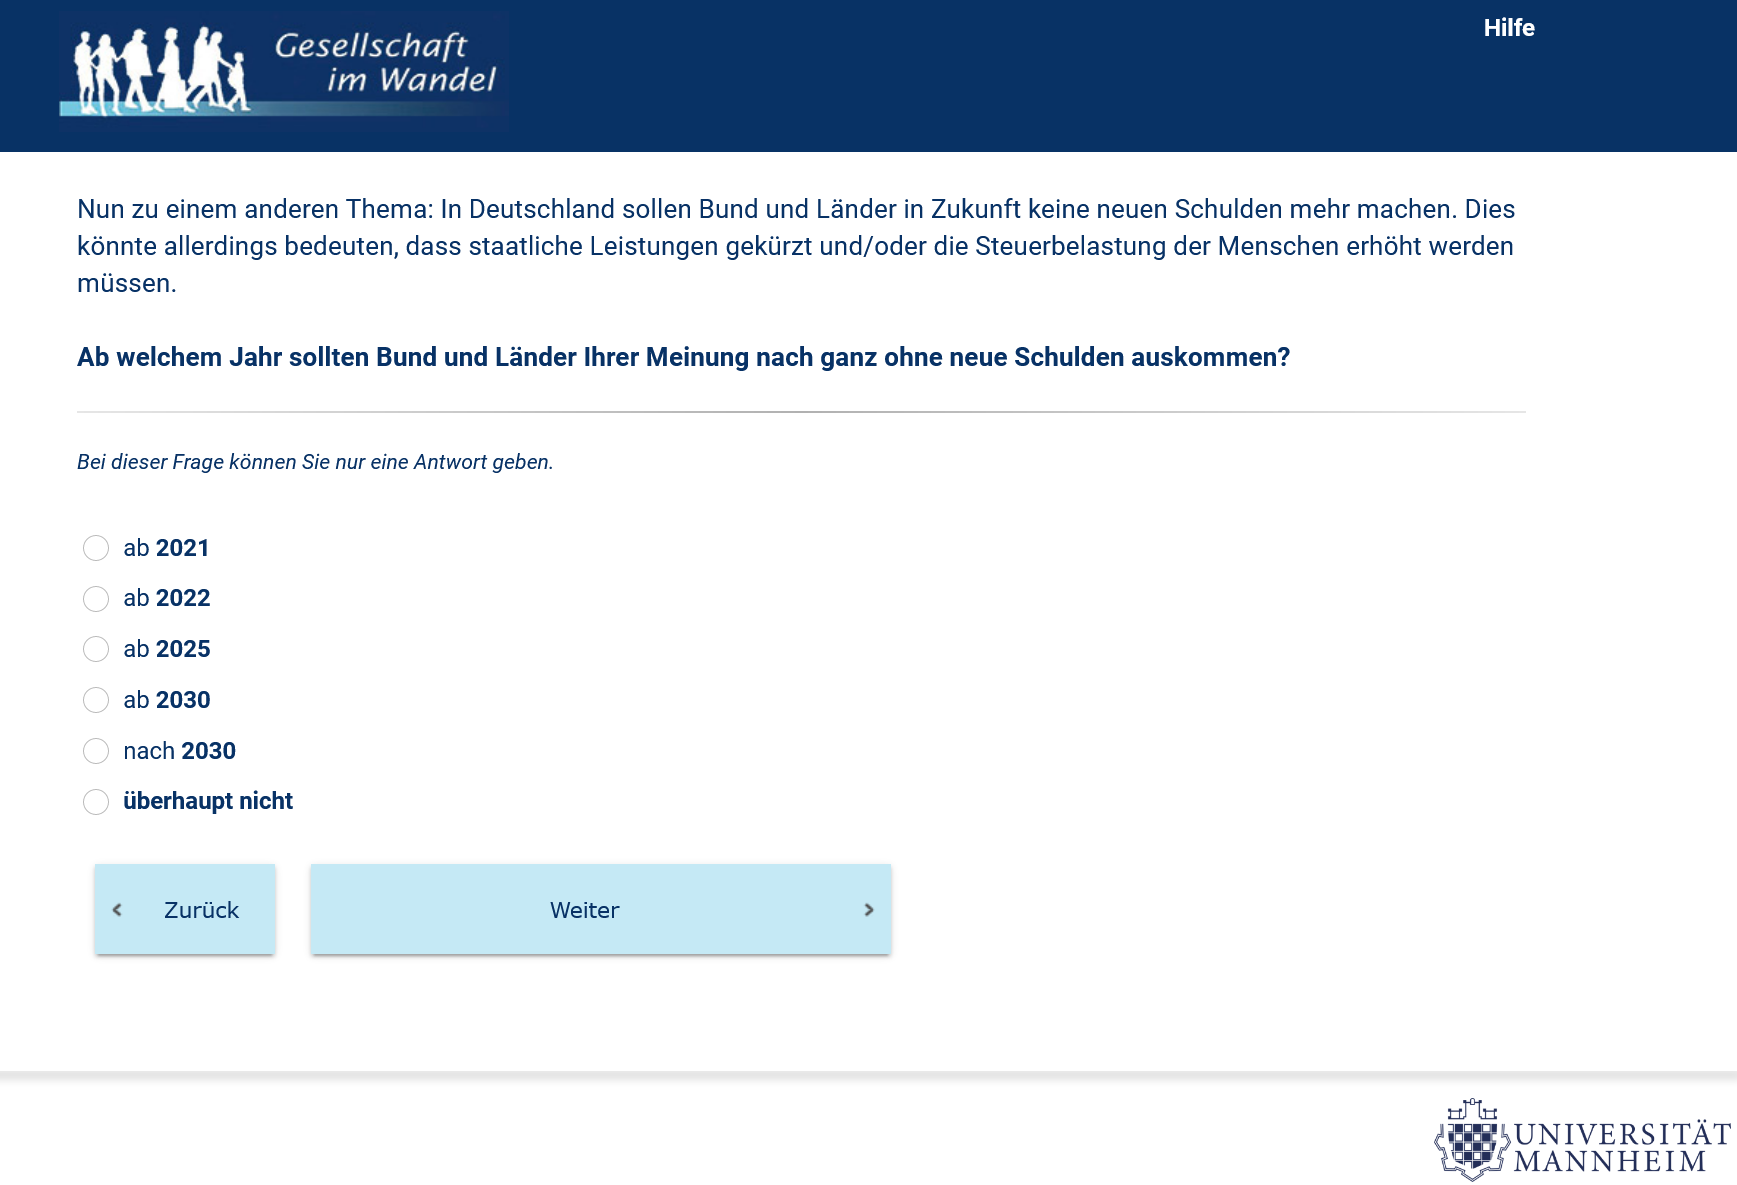 Gesellschaft
im Wandel
Hilfe
Nun zu einem anderen Thema: In Deutschland sollen Bund und Länder in Zukunft keine neuen Schulden mehr machen. Dies
könnte allerdings bedeuten, dass staatliche Leistungen gekürzt und/oder die Steuerbelastung der Menschen erhöht werden
müssen.
Ab welchem Jahr sollten Bund und Länder Ihrer Meinung nach ganz ohne neue Schulden auskommen?
Bei dieser Frage können Sie nur eine Antwort geben.
ab 2021
ab 2022
ab 2025
ab 2030
nach 2030
überhaupt nicht
Zurück
Weiter
UNIVERSITÄT
MANNHEIM